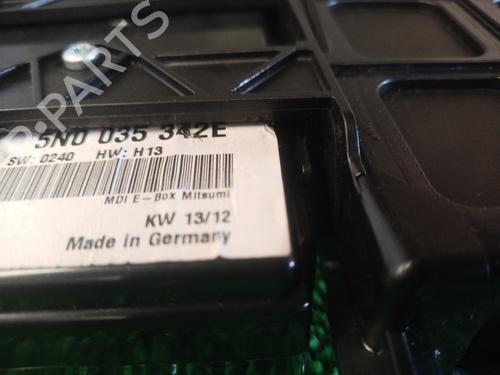 PARTS
5N0 035 342E
SW: 0240 HW: H13
MDI E-Box Mitsumi
KW 13/12
Made in Germany